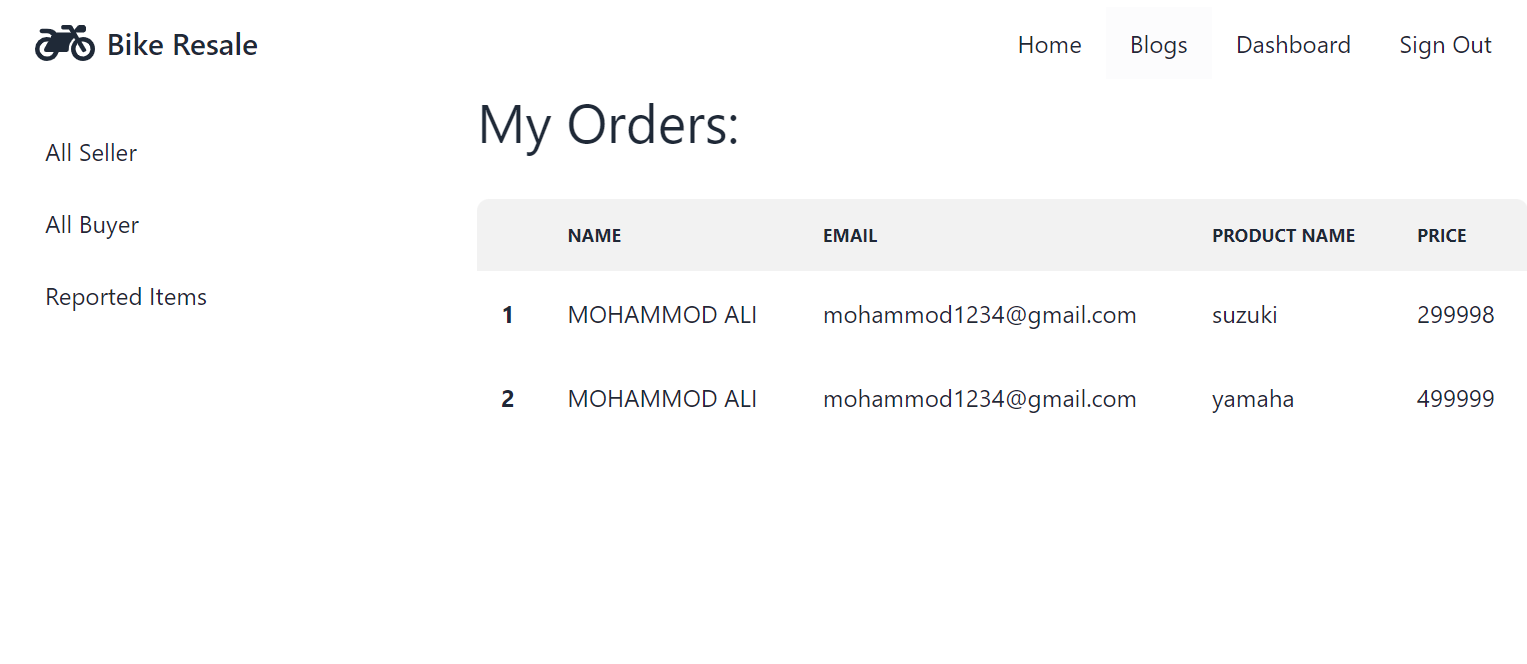 Bike Resale
Home Blogs Dashboard Sign Out
All Seller
All Buyer
Reported Items
My Orders:
NAME EMAIL PRODUCT NAME PRICE
1 MOHAMMOD ALI mohammod1234@gmail.com suzuki 299998
2 MOHAMMOD ALI mohammod1234@gmail.com yamaha 499999